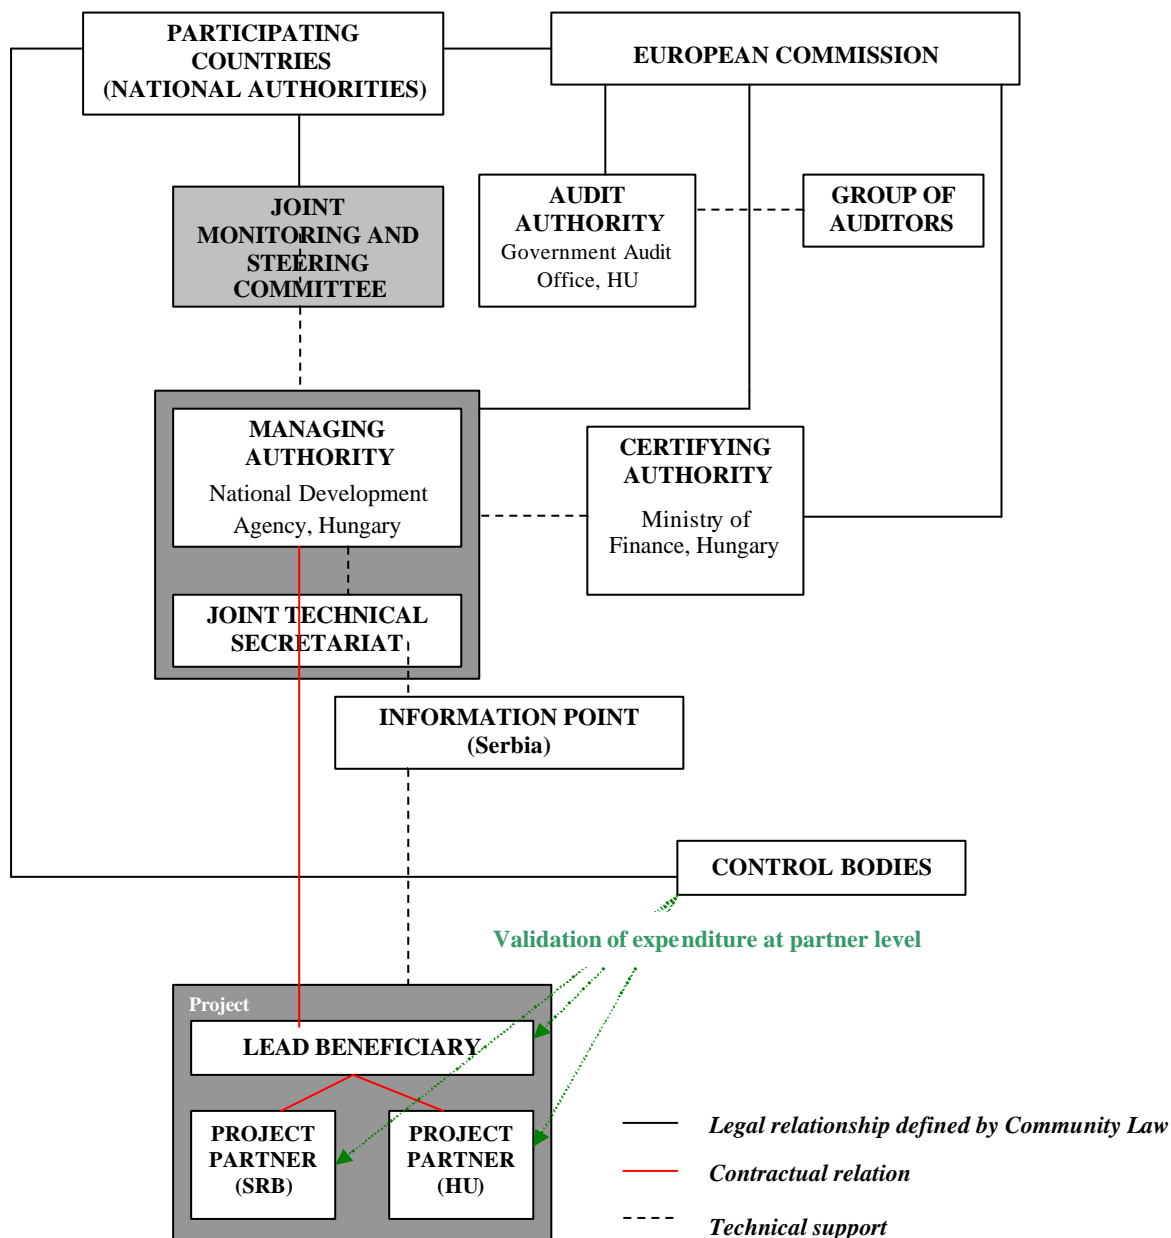 PARTICIPATING
COUNTRIES
(NATIONAL AUTHORITIES)
EUROPEAN COMMISSION
JOINT
MONITORING AND
STEERING
COMMITTEE
AUDIT
AUTHORITY
Government Audit
Office, HU
GROUP OF
AUDITORS
MANAGING
AUTHORITY
National Development
Agency, Hungary
CERTIFYING
AUTHORITY
Ministry of
Finance, Hungary
JOINT TECHNICAL
SECRETARIAT
INFORMATION POINT
(Serbia)
CONTROL BODIES
Validation of expenditure at partner level
Project
LEAD BENEFICIARY
PROJECT
PARTNER
(SRB)
PROJECT
PARTNER
(HU)
Legal relationship defined by Community Law
Contractual relation
Technical support